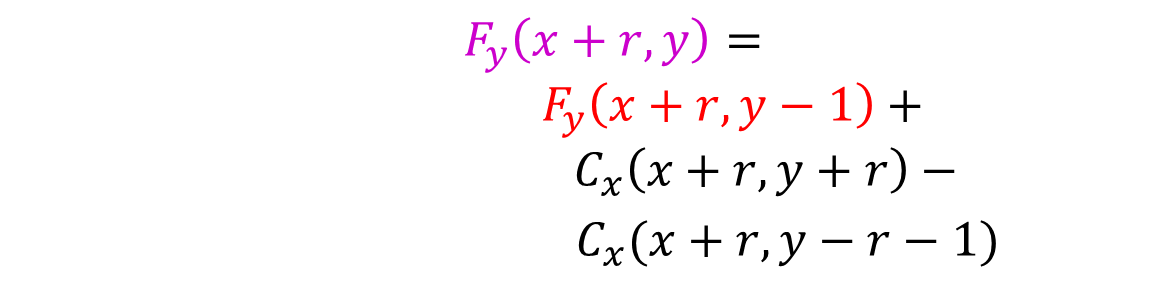 F_y(x + r, y) =
F_y(x + r, y − 1) +
C_x(x + r, y + r) −
C_x(x + r, y − r − 1)